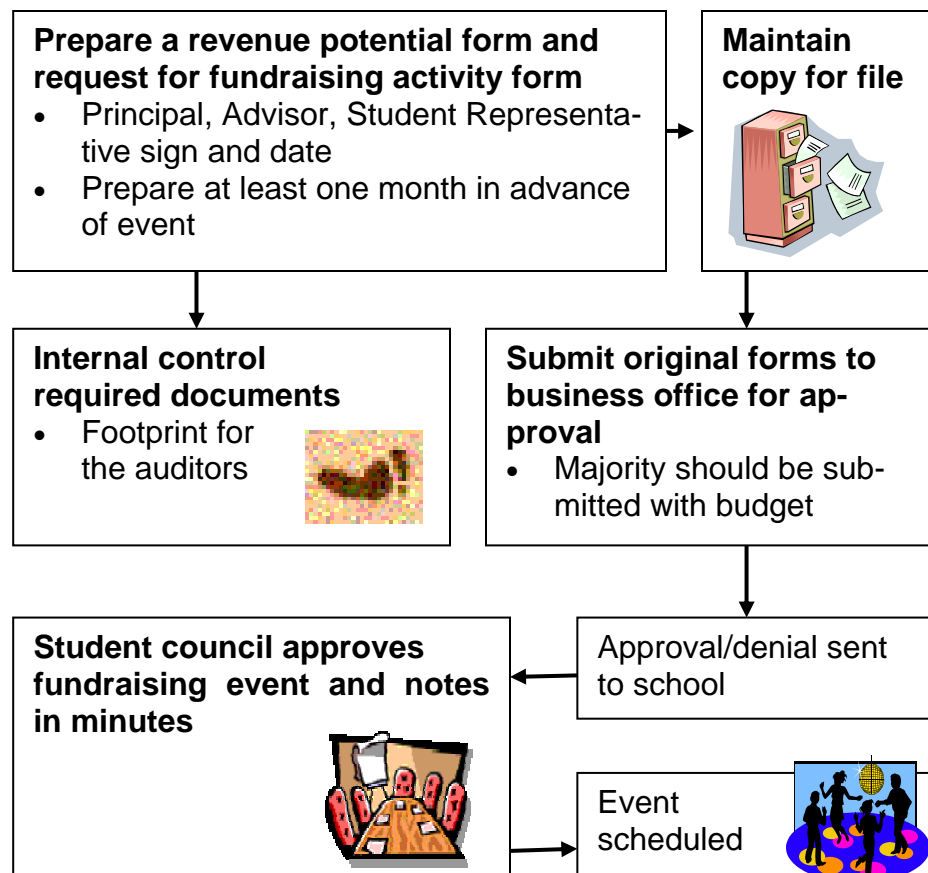 Prepare a revenue potential form and
request for fundraising activity form
• Principal, Advisor, Student Representa-
tive sign and date
• Prepare at least one month in advance
of event
Maintain
copy for file
Internal control
required documents
• Footprint for
the auditors
Submit original forms to
business office for ap-
proval
• Majority should be sub-
mitted with budget
Approval/denial sent
to school
Student council approves
fundraising event and notes
in minutes
Event
scheduled